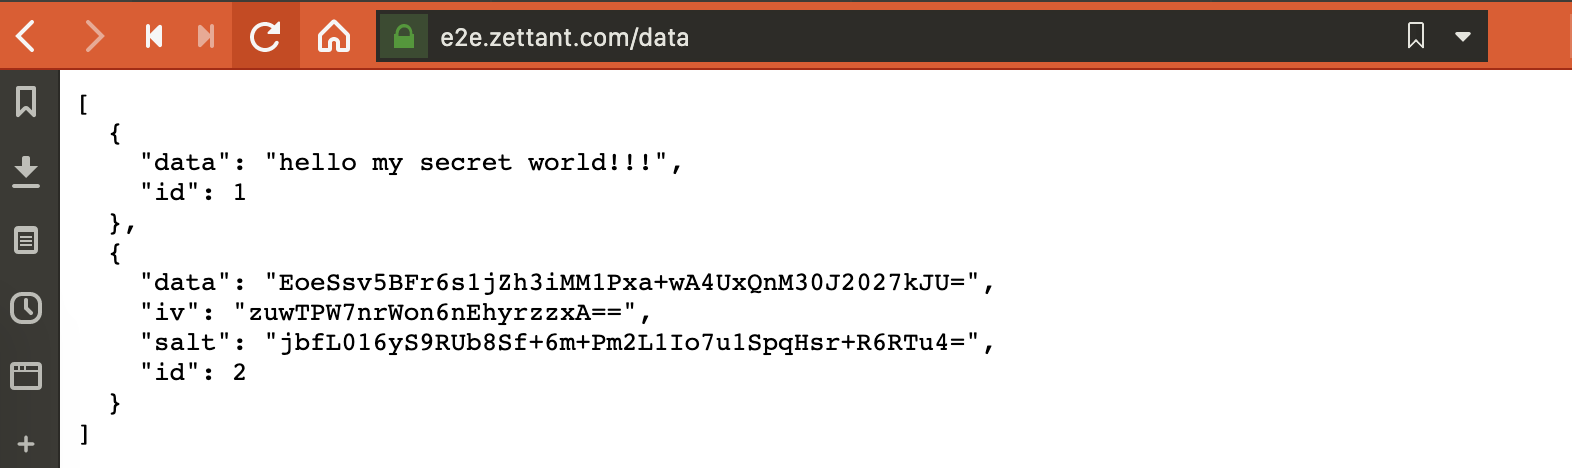 e2e.zettant.com/data
[
  {
    "data": "hello my secret world!!!",
    "id": 1
  },
  {
    "data": "EoeSsv5BFr6s1jZh3iMM1Pxa+wA4UxQnM30J2027kJU=",
    "iv": "zuwTPW7nrWon6nEhyrzzxA==",
    "salt": "jbfL016yS9RUb8Sf+6m+Pm2L1Io7u1SpqHsr+R6RTu4=",
    "id": 2
  }
]